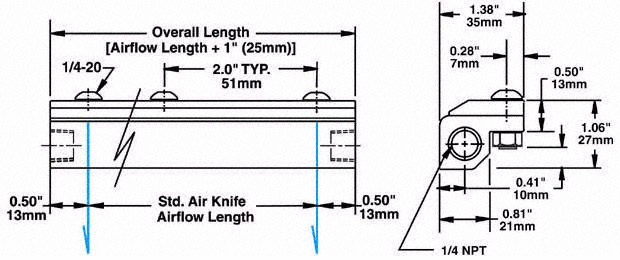 Overall Length
[Airflow Length + 1" (25mm)]
1/4-20
2.0" TYP.
51mm
0.50"
13mm
Std. Air Knife
Airflow Length
0.50"
13mm
1.38"
35mm
0.28"
7mm
0.50"
13mm
1.06"
27mm
0.41"
10mm
0.81"
21mm
1/4 NPT